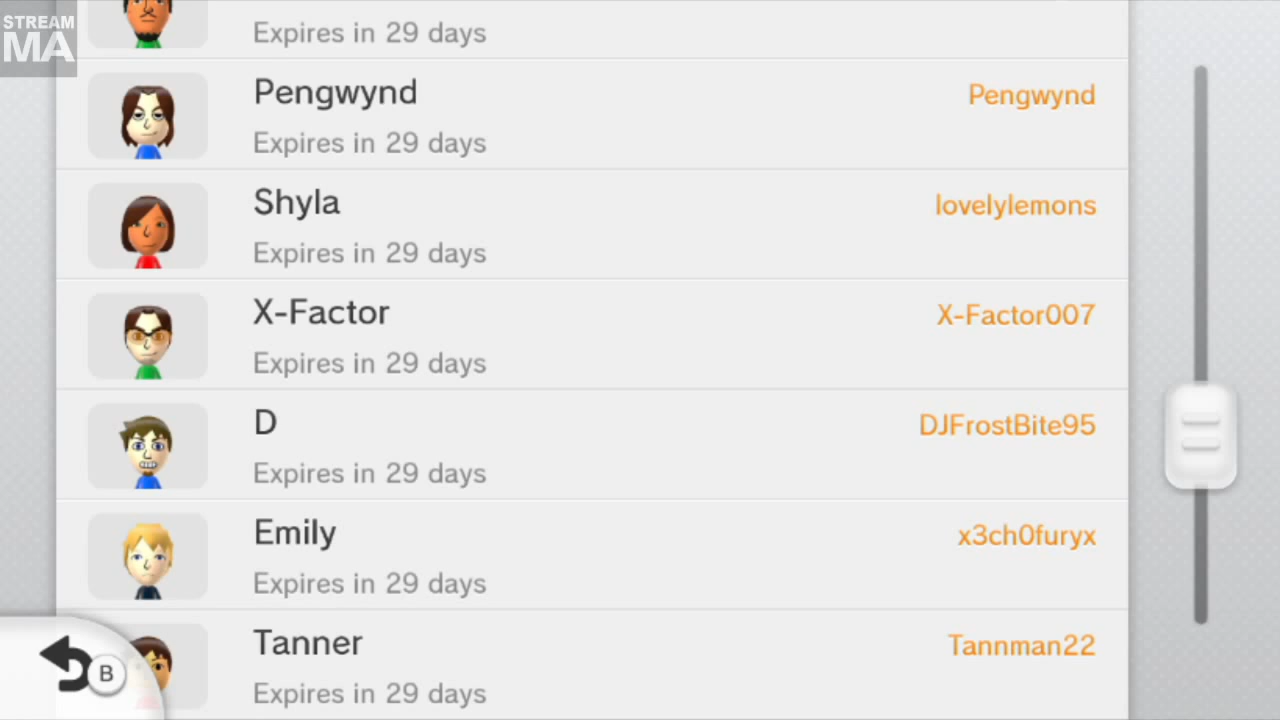 STREAM
MA
Expires in 29 days
Pengwynd Pengwynd
Expires in 29 days
Shyla lovelylemons
Expires in 29 days
X-Factor X-Factor007
Expires in 29 days
D DJFrostBite95
Expires in 29 days
Emily x3ch0furyx
Expires in 29 days
Tanner Tannman22
Expires in 29 days
B